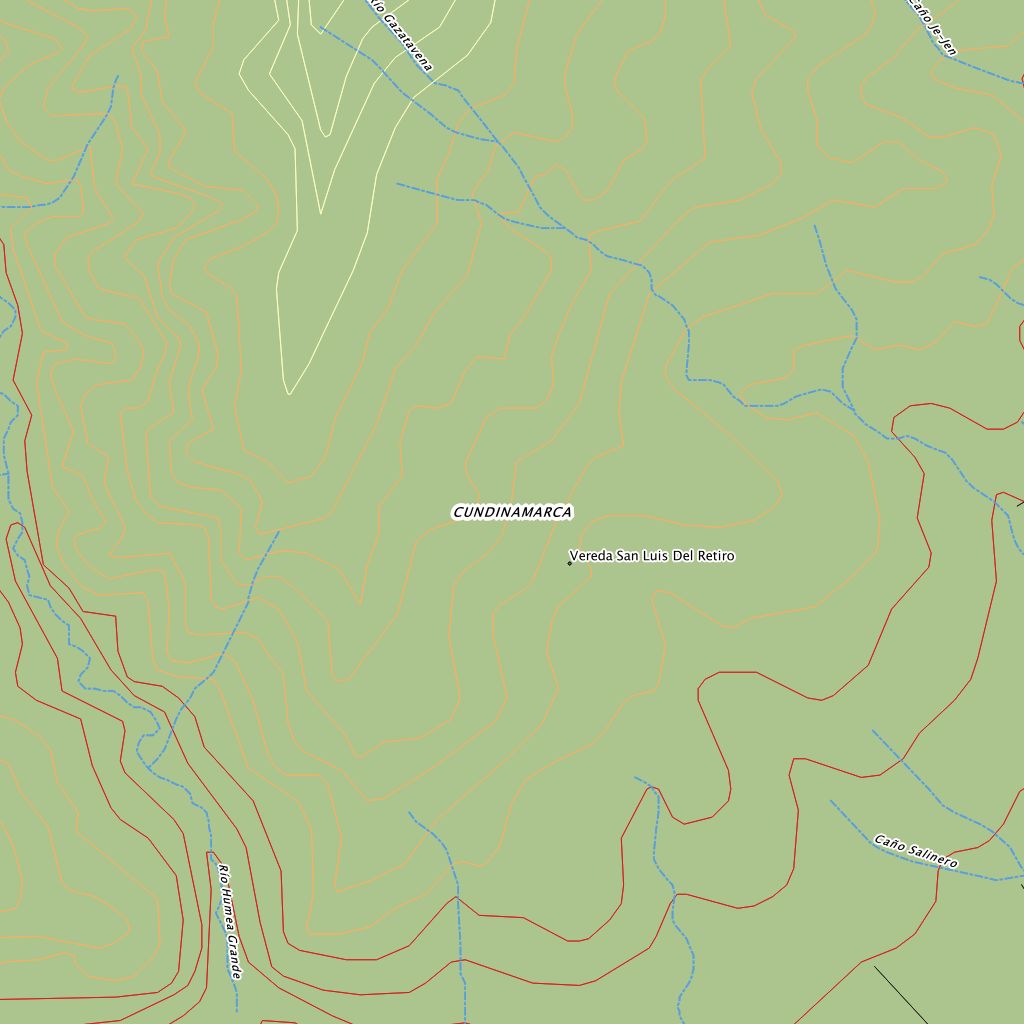 Río Gazatavena
Caño Je-Jen
CUNDINAMARCA
Vereda San Luis Del Retiro
Caño Salinero
Río Humea Grande